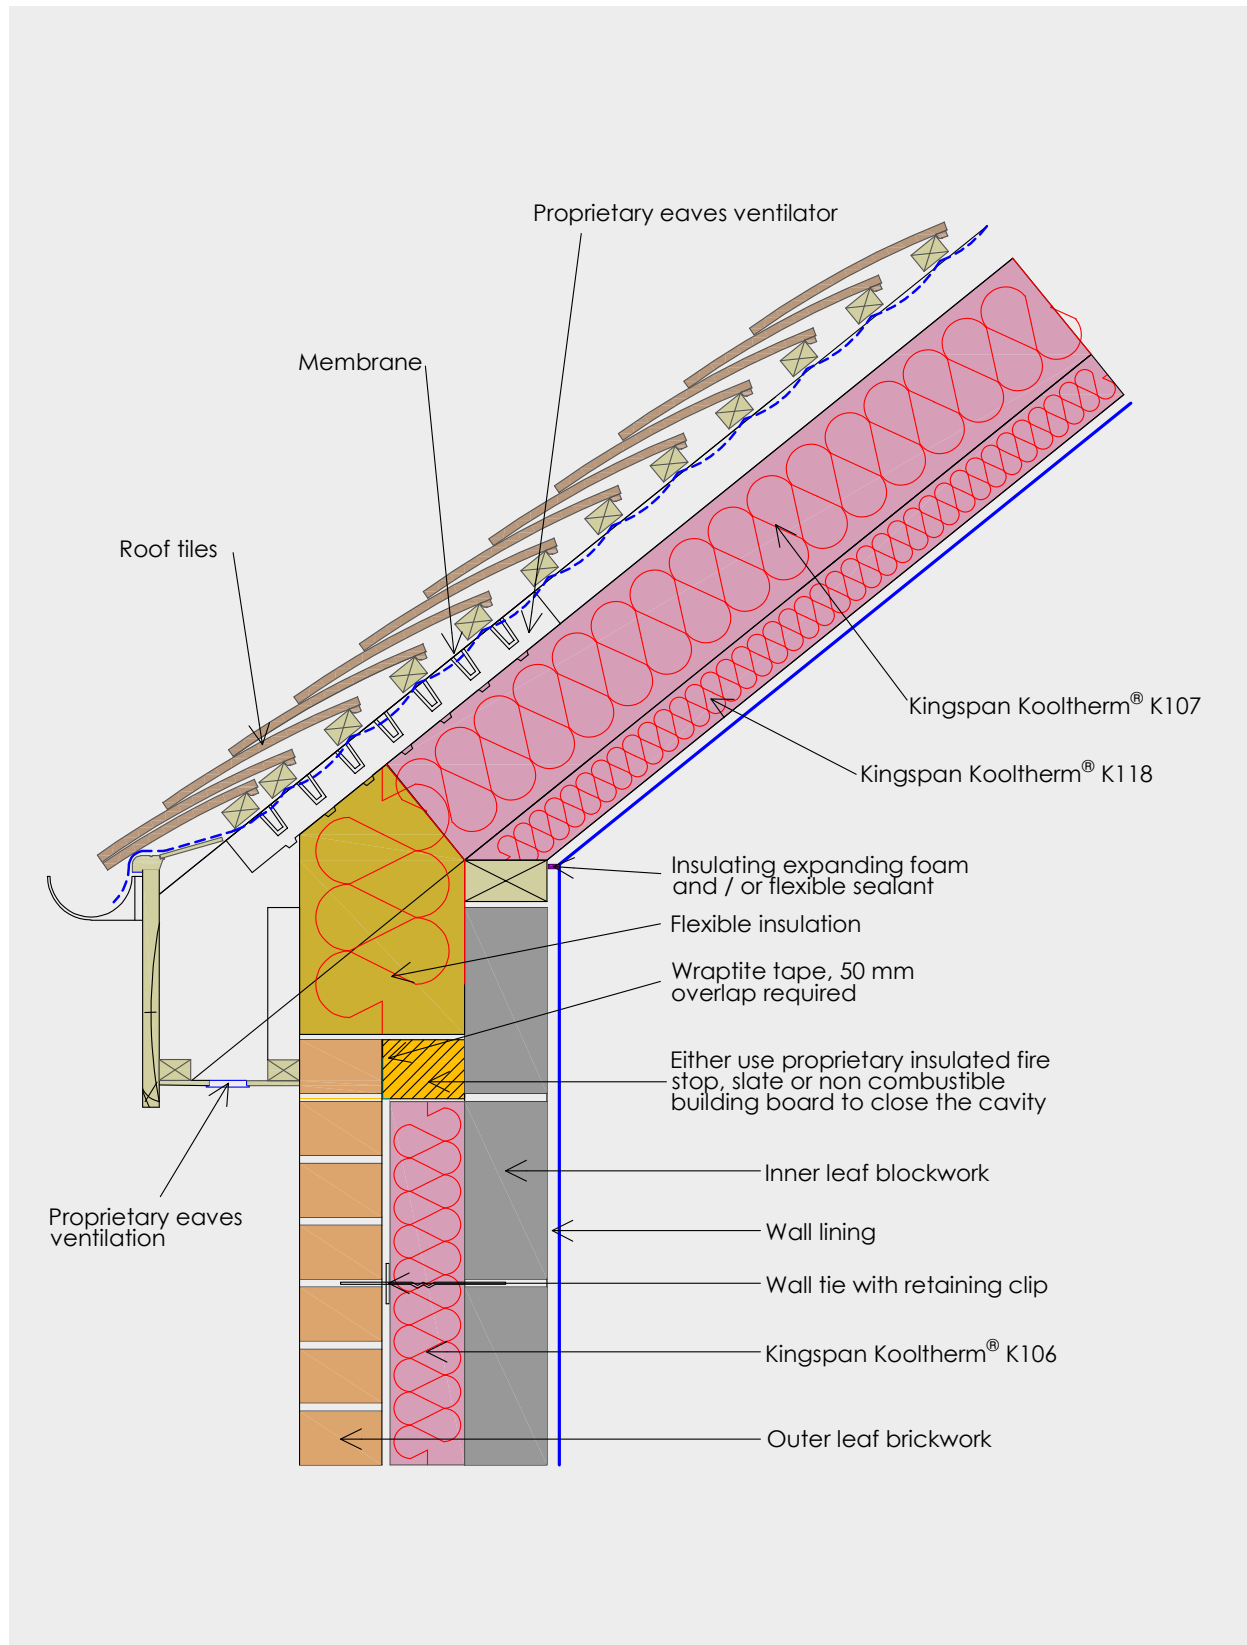 Proprietary eaves ventilator
Membrane
Roof tiles
Kingspan Kooltherm® K107
Kingspan Kooltherm® K118
Insulating expanding foam
and / or flexible sealant
Flexible insulation
Wraptite tape, 50 mm
overlap required
Either use proprietary insulated fire
stop, slate or non combustible
building board to close the cavity
Inner leaf blockwork
Proprietary eaves
ventilation
Wall lining
Wall tie with retaining clip
Kingspan Kooltherm® K106
Outer leaf brickwork